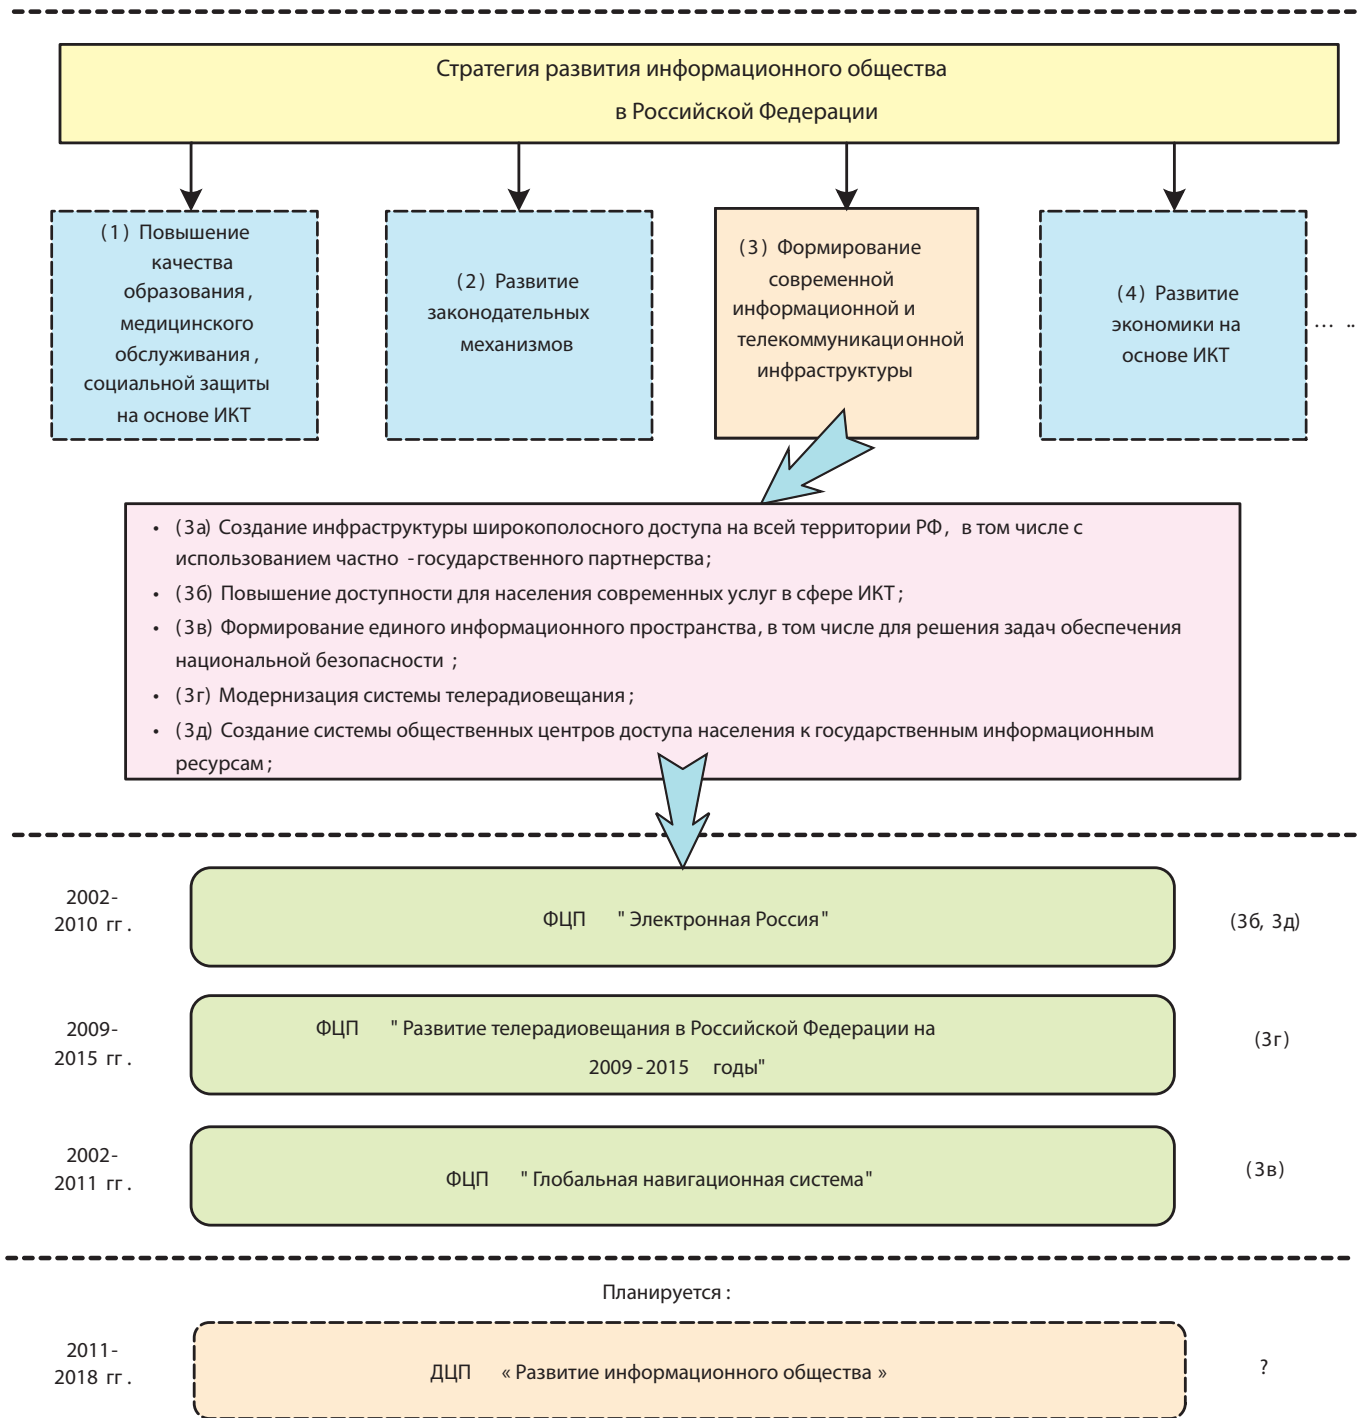 Стратегия развития информационного общества
в Российской Федерации
(1) Повышение
качества
образования,
медицинского
обслуживания,
социальной защиты
на основе ИКТ
(2) Развитие
законодательных
механизмов
(3) Формирование
современной
информационной и
телекоммуникационной
инфраструктуры
(4) Развитие
экономики на
основе ИКТ
... ..
• (3а) Создание инфраструктуры широкополосного доступа на всей территории РФ, в том числе с
использованием частно -государственного партнерства;
• (3б) Повышение доступности для населения современных услуг в сфере ИКТ;
• (3в) Формирование единого информационного пространства, в том числе для решения задач обеспечения
национальной безопасности ;
• (3г) Модернизация системы телерадиовещания;
• (3д) Создание системы общественных центров доступа населения к государственным информационным
ресурсам;
2002-
2010 гг.
ФЦП "Электронная Россия"
(3б, 3д)
2009-
2015 гг.
ФЦП "Развитие телерадиовещания в Российской Федерации на
2009-2015 годы"
(3г)
2002-
2011 гг.
ФЦП "Глобальная навигационная система"
(3в)
Планируется:
2011-
2018 гг.
ДЦП «Развитие информационного общества»
?